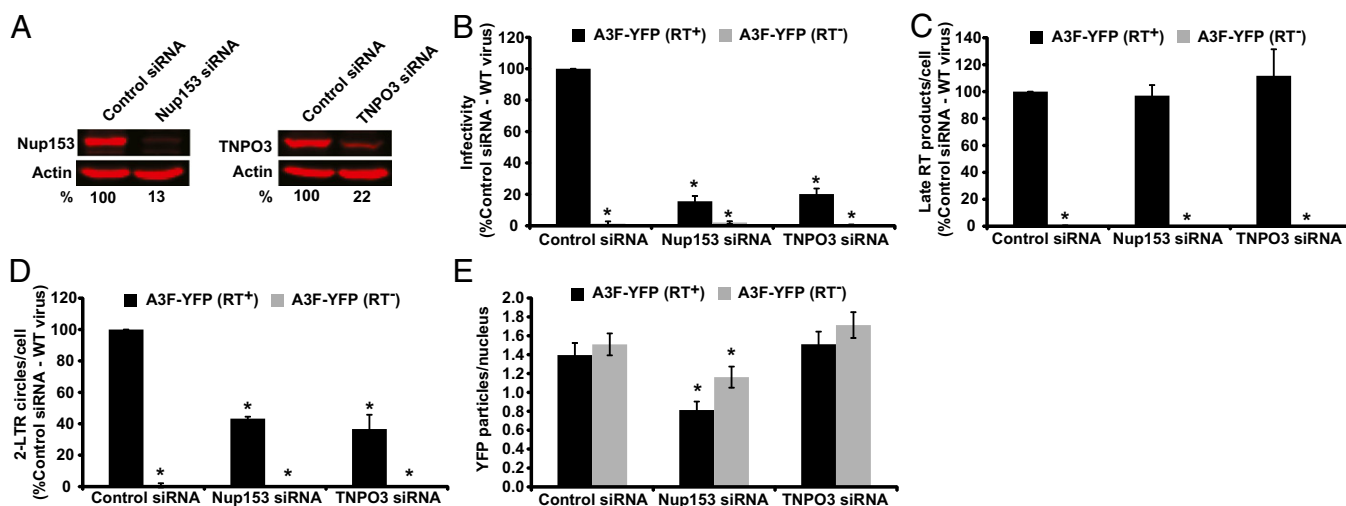 A
Control siRNA
Nup153 siRNA
Nup153
Actin
% 100 13
Control siRNA
TNPO3 siRNA
TNPO3
Actin
100 22
B
A3F-YFP (RT+) A3F-YFP (RT-)
Infectivity
(%Control siRNA - WT virus)
120
100
80
60
40
20
0
* * * * *
Control siRNA Nup153 siRNA TNPO3 siRNA
C
A3F-YFP (RT+) A3F-YFP (RT-)
Late RT products/cell
(%Control siRNA - WT virus)
140
120
100
80
60
40
20
0
* * *
Control siRNA Nup153 siRNA TNPO3 siRNA
D
A3F-YFP (RT+) A3F-YFP (RT-)
2-LTR circles/cell
(%Control siRNA - WT virus)
120
100
80
60
40
20
0
* * * * *
Control siRNA Nup153 siRNA TNPO3 siRNA
E
A3F-YFP (RT+) A3F-YFP (RT-)
YFP particles/nucleus
2.0
1.8
1.6
1.4
1.2
1.0
0.8
0.6
0.4
0.2
0.0
* *
Control siRNA Nup153 siRNA TNPO3 siRNA